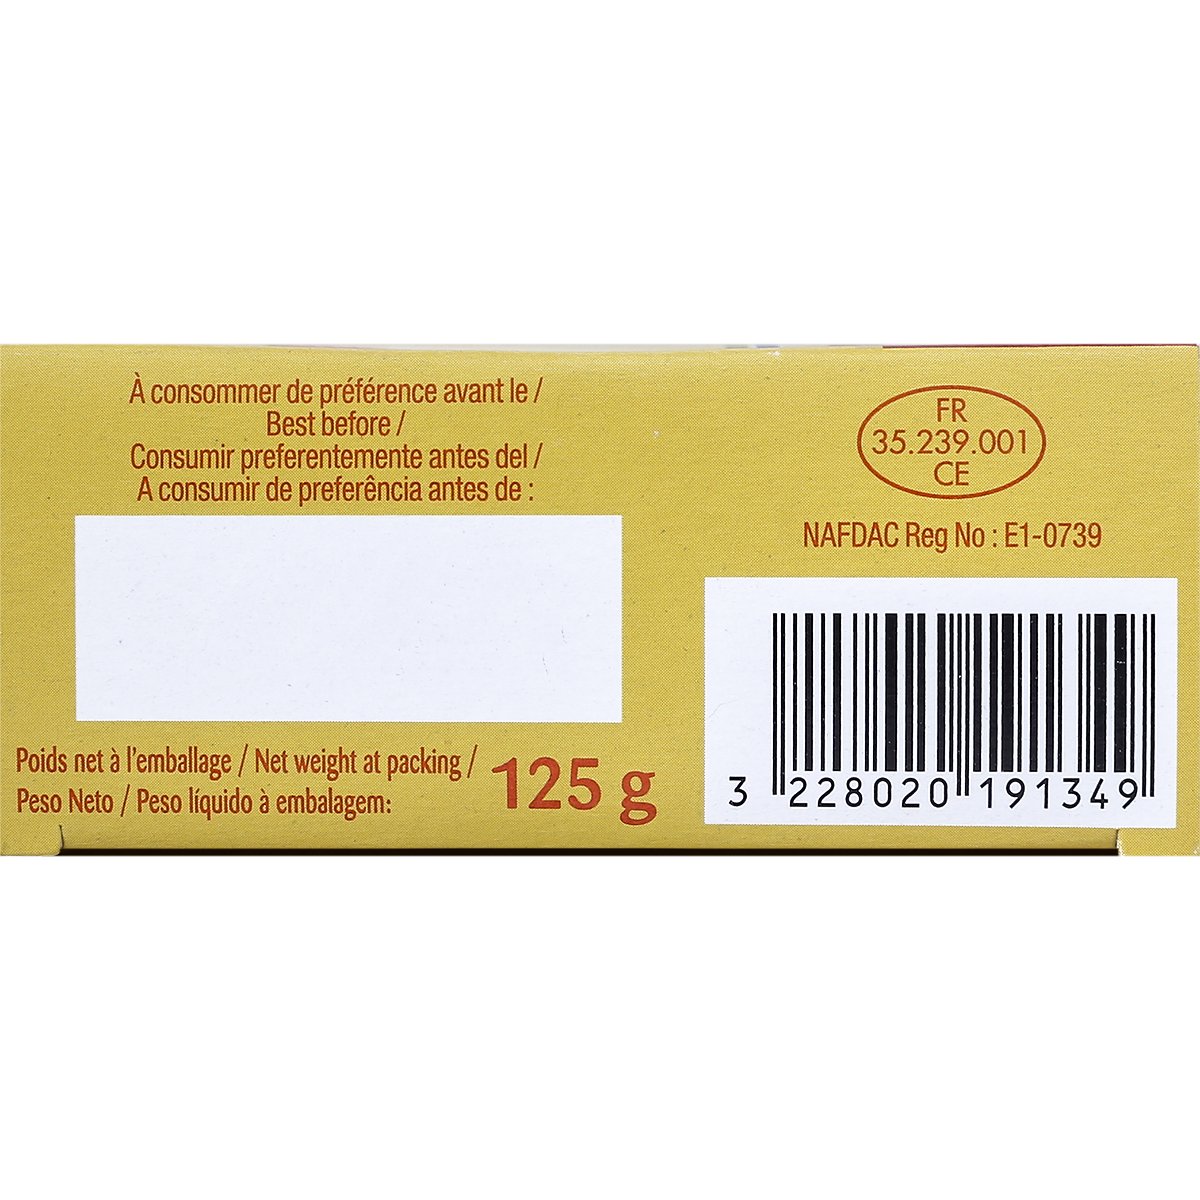 À consommer de préférence avant le /
Best before /
Consumir preferentemente antes del /
A consumir de preferência antes de :
FR
35.239.001
CE
NAFDAC Reg No : E1-0739
Poids net à l'emballage / Net weight at packing /
Peso Neto / Peso líquido à embalagem:
125 g
3 228020 191349